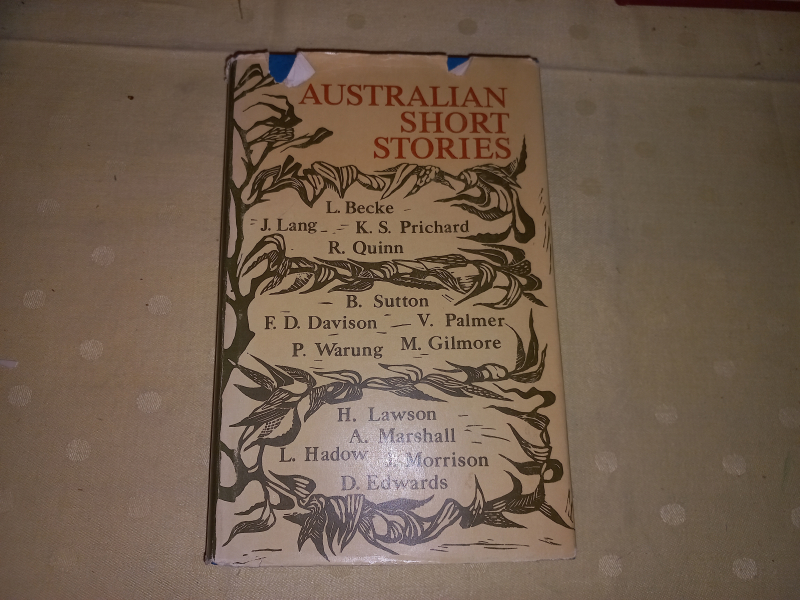 AUSTRALIAN
SHORT
STORIES
L. Becke
J. Lang K. S. Prichard
R. Quinn
B. Sutton
F. D. Davison V. Palmer
P. Warung M. Gilmore
H. Lawson
A. Marshall
L. Hadow J. Morrison
D. Edwards